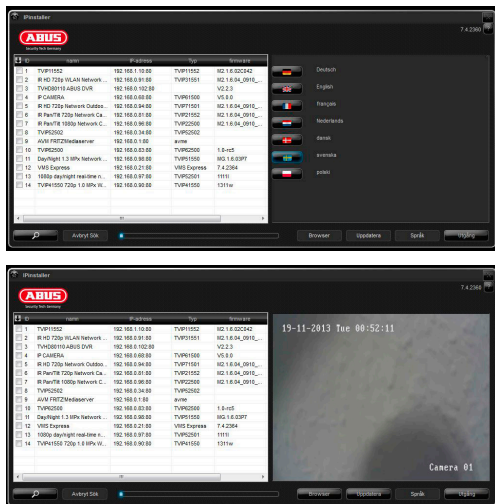 IPinstaller
7.4.2360
ABUS
Security Tech Germany
ID namn IP-adress Typ firmware
1 TVIP11552 192.168.1.10:80 TVIP11552 M2.1.6.02C042
2 IR HD 720p WLAN Network ... 192.168.0.91:80 TVIP31551 M2.1.6.04_0910_...
3 TVHD80110 ABUS DVR 192.168.0.102:80 V2.2.3
4 IP CAMERA 192.168.0.68:80 TVIP61500 V5.0.0
5 IR HD 720p Network Outdoo... 192.168.0.94:80 TVIP71501 M2.1.6.04_0910_...
6 IR Pan/Tilt 720p Network Ca... 192.168.0.81:80 TVIP21552 M2.1.6.04_0910_...
7 IR Pan/Tilt 1080p Network C... 192.168.0.96:80 TVIP22500 M2.1.6.04_0910_...
8 TVIP52502 192.168.0.34:80 TVIP52502
9 AVM FRITZ!Mediaserver 192.168.0.1:80 avme
10 TVIP62500 192.168.0.83:80 TVIP62500 1.0-rc5
11 Day/Night 1.3 MPx Network ... 192.168.0.98:80 TVIP51550 MG.1.6.03P7
12 VMS Express 192.168.0.21:80 VMS Express 7.4.2364
13 1080p day/night real-time n... 192.168.0.97:80 TVIP52501 1111I
14 TVIP41550 720p 1.0 MPx W... 192.168.0.90:80 TVIP41550 1311w
Deutsch
English
français
Nederlands
dansk
svenska
polski
Avbryt Sök Browser Uppdatera Språk Utgång
IPinstaller
7.4.2360
ABUS
Security Tech Germany
ID namn IP-adress Typ firmware
1 TVIP11552 192.168.1.10:80 TVIP11552 M2.1.6.02C042
2 IR HD 720p WLAN Network ... 192.168.0.91:80 TVIP31551 M2.1.6.04_0910_...
3 TVHD80110 ABUS DVR 192.168.0.102:80 V2.2.3
4 IP CAMERA 192.168.0.68:80 TVIP61500 V5.0.0
5 IR HD 720p Network Outdoo... 192.168.0.94:80 TVIP71501 M2.1.6.04_0910_...
6 IR Pan/Tilt 720p Network Ca... 192.168.0.81:80 TVIP21552 M2.1.6.04_0910_...
7 IR Pan/Tilt 1080p Network C... 192.168.0.96:80 TVIP22500 M2.1.6.04_0910_...
8 TVIP52502 192.168.0.34:80 TVIP52502
9 AVM FRITZ!Mediaserver 192.168.0.1:80 avme
10 TVIP62500 192.168.0.83:80 TVIP62500 1.0-rc5
11 Day/Night 1.3 MPx Network ... 192.168.0.98:80 TVIP51550 MG.1.6.03P7
12 VMS Express 192.168.0.21:80 VMS Express 7.4.2364
13 1080p day/night real-time n... 192.168.0.97:80 TVIP52501 1111I
14 TVIP41550 720p 1.0 MPx W... 192.168.0.90:80 TVIP41550 1311w
19-11-2013 Tue 00:52:11
Camera 01
Avbryt Sök Browser Uppdatera Språk Utgång